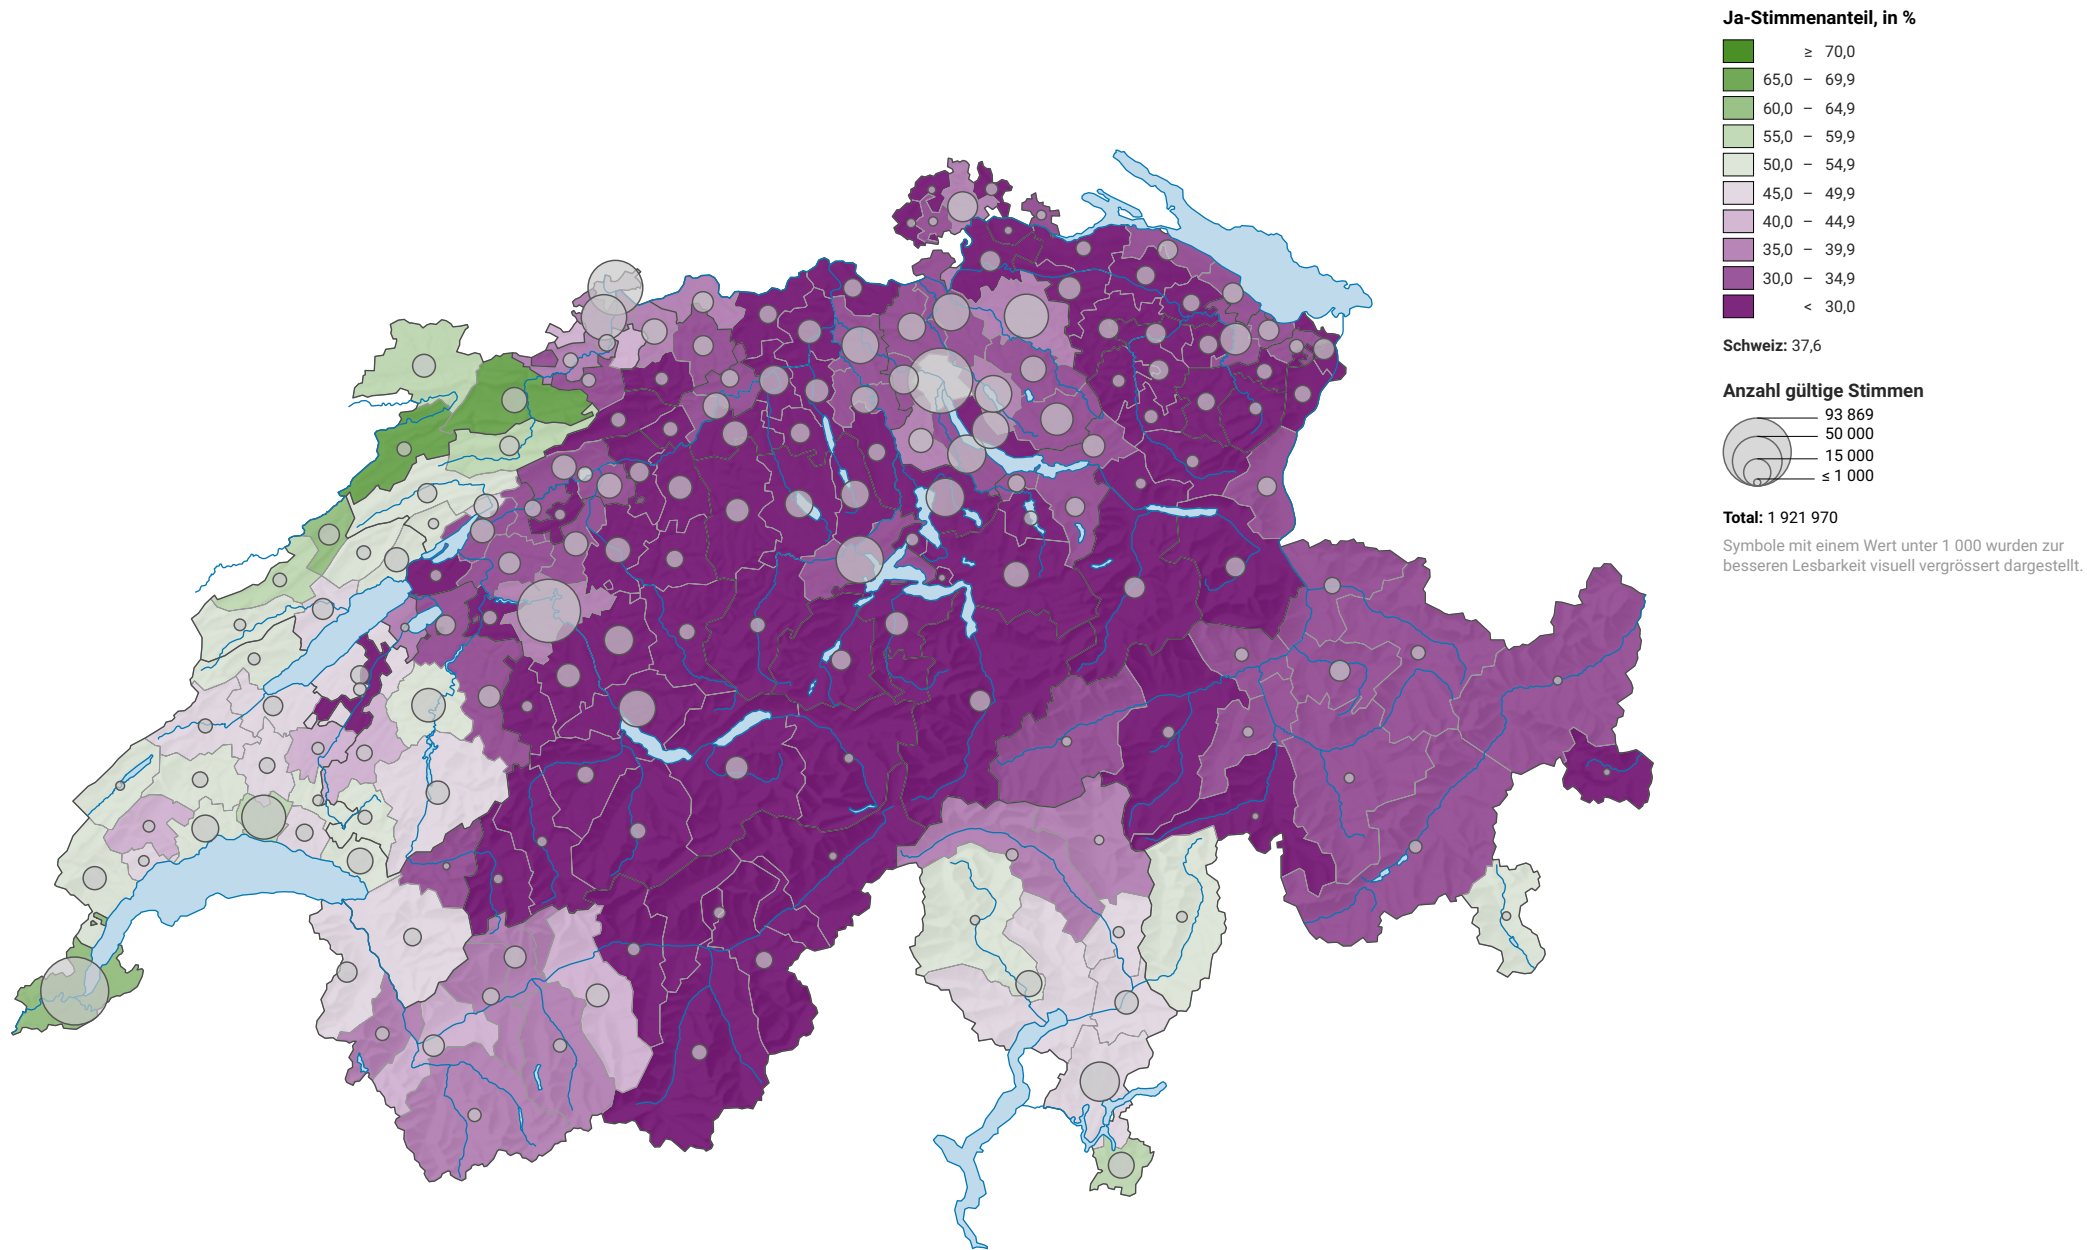 Ja-Stimmenanteil, in %
≥ 70,0
65,0 – 69,9
60,0 – 64,9
55,0 – 59,9
50,0 – 54,9
45,0 – 49,9
40,0 – 44,9
35,0 – 39,9
30,0 – 34,9
< 30,0
Schweiz: 37,6
Anzahl gültige Stimmen
93 869
50 000
15 000
≤ 1 000
Total: 1 921 970
Symbole mit einem Wert unter 1 000 wurden zur
besseren Lesbarkeit visuell vergrössert dargestellt.